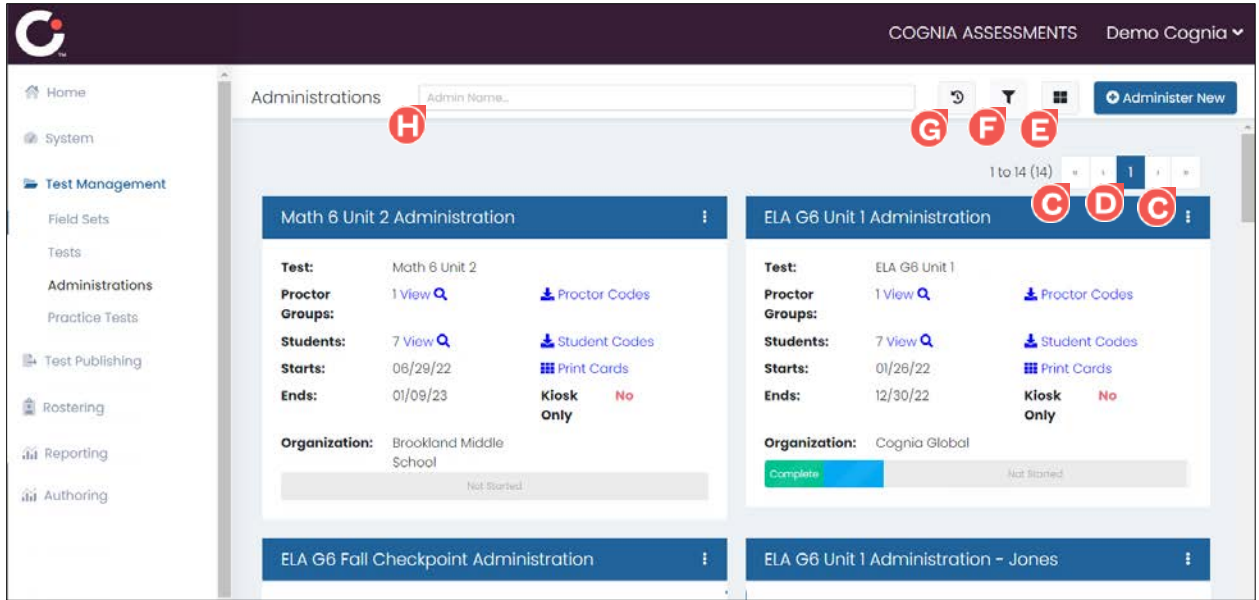 COGNIA ASSESSMENTS Demo Cognia
Home
System
Test Management
Field Sets
Tests
Administrations
Practice Tests
Test Publishing
Rostering
Reporting
Authoring
Administrations Admin Name... Administer New
H G F E
1 to 14 (14) « ‹ 1 › »
C D C
Math 6 Unit 2 Administration
Test: Math 6 Unit 2
Proctor Groups: 1 View Proctor Codes
Students: 7 View Student Codes
Starts: 06/29/22 Print Cards
Ends: 01/09/23 Kiosk Only No
Organization: Brookland Middle School
Not Started
ELA G6 Unit 1 Administration
Test: ELA G6 Unit 1
Proctor Groups: 1 View Proctor Codes
Students: 7 View Student Codes
Starts: 01/26/22 Print Cards
Ends: 12/30/22 Kiosk Only No
Organization: Cognia Global
Complete Not Started
ELA G6 Fall Checkpoint Administration
ELA G6 Unit 1 Administration - Jones